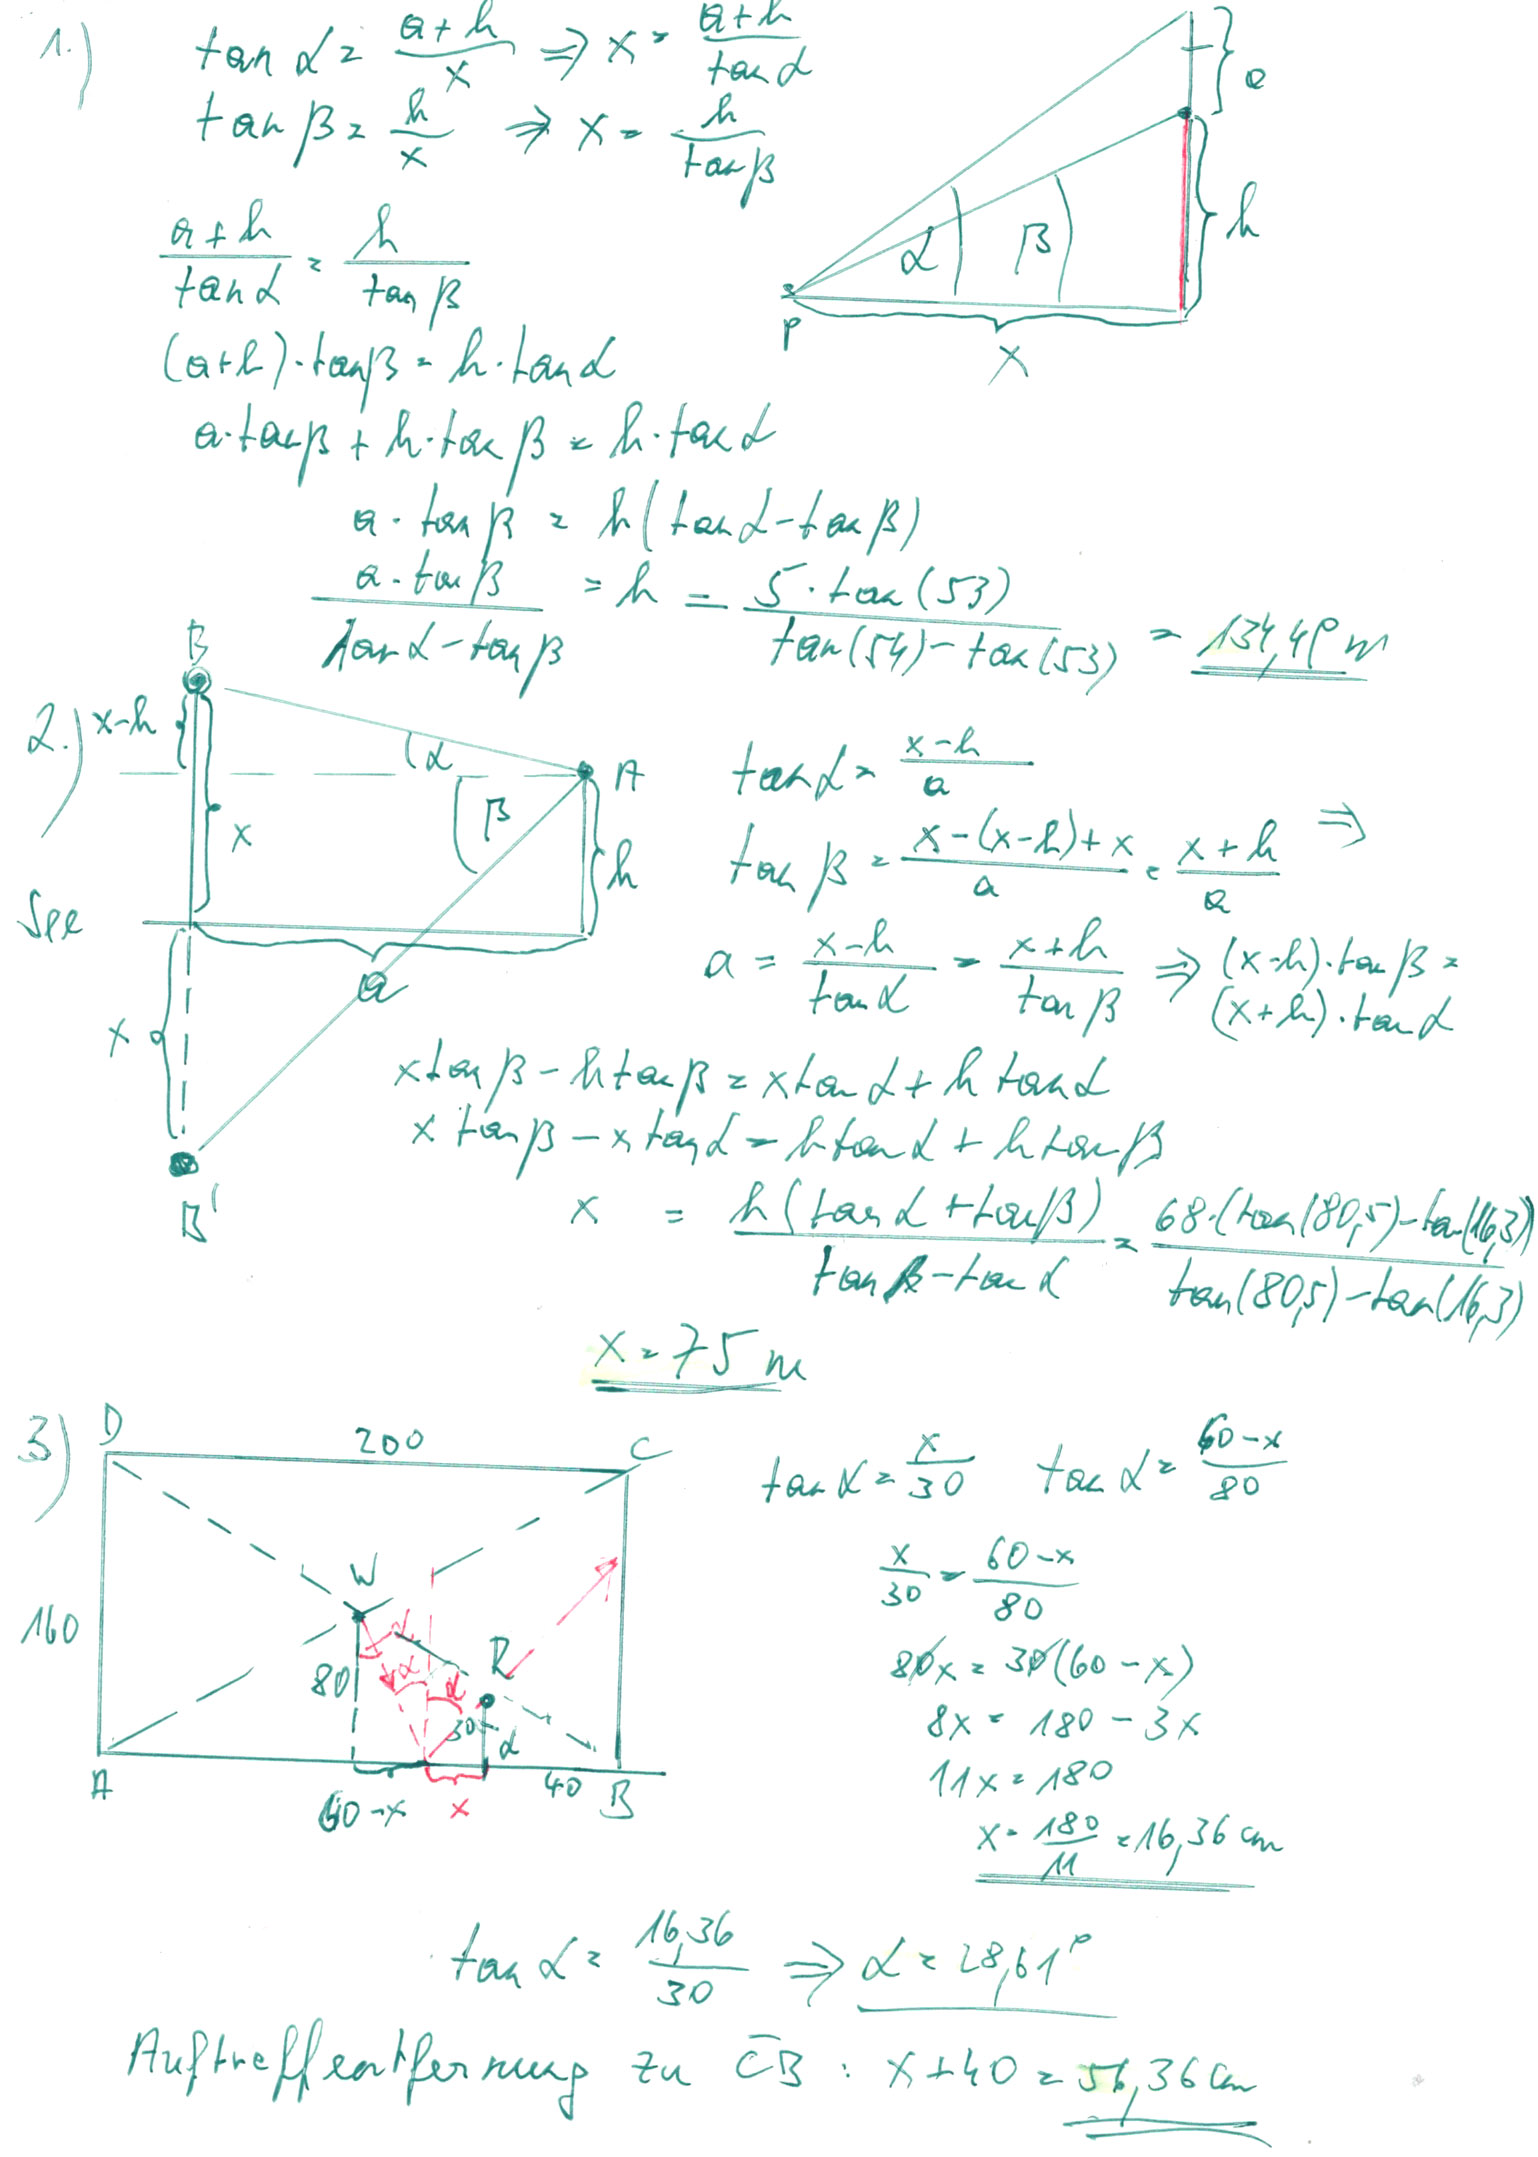 1.)
tan α = (a+h)/x ⇒ x = (a+h)/tan α
tan β = h/x ⇒ x = h/tan β
(a+h)/tan α = h/tan β
(a+h)·tan β = h·tan α
a·tan β + h·tan β = h·tan α
a·tan β = h(tan α - tan β)
(a·tan β)/(tan α - tan β) = h = (5·tan(53))/(tan(54) - tan(53)) = 134,49 m
a
h
α
β
P
x
2.)
B
x-h
α
A
β
x
h
See
a
x
B'
tan α = (x-h)/a
tan β = (x-(x-h)+x)/a = (x+h)/a ⇒
a = (x-h)/tan α = (x+h)/tan β ⇒ (x-h)·tan β =
(x+h)·tan α
x tan β - h tan β = x tan α + h tan α
x tan β - x tan α = h tan α + h tan β
x = h(tan α + tan β)/(tan β - tan α) = 68·(tan(80,5) - tan(16,3))/(tan(80,5) - tan(16,3))
x = 75 m
3)
D
200
C
W
160
α
α
α
R
80
30
α
A
60-x
x
40
B
tan α = x/30 tan α = (60-x)/80
x/30 = (60-x)/80
80x = 30(60-x)
8x = 180 - 3x
11x = 180
x = 180/11 = 16,36 cm
tan α = 16,36/30 ⇒ α = 28,61°
Auftreffentfernung zu CB : x+40 = 56,36 cm